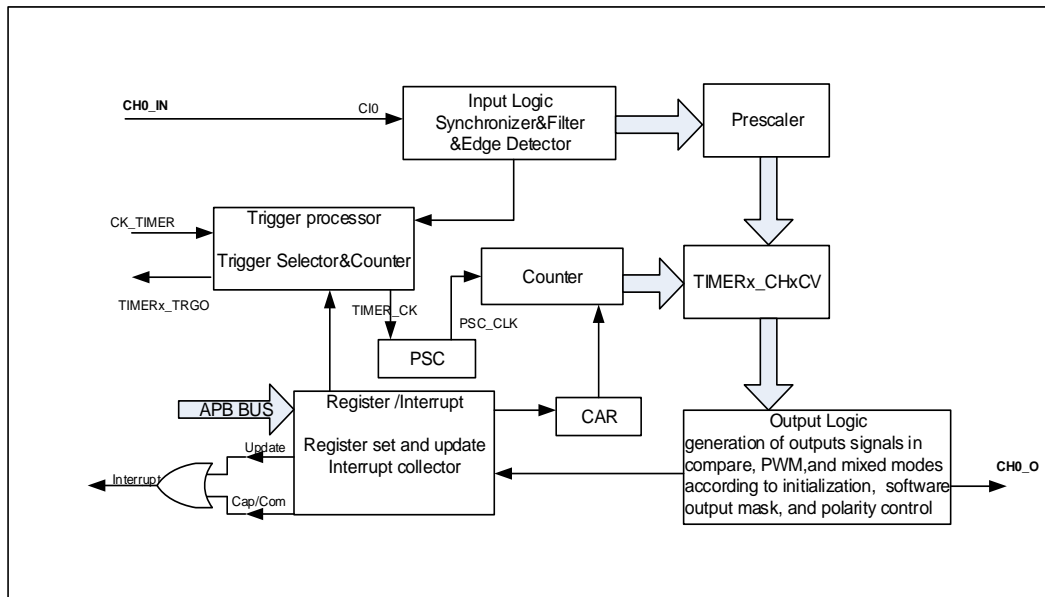 CH0_IN
CI0
Input Logic
Synchronizer&Filter
&Edge Detector
Prescaler
CK_TIMER
Trigger processor
Trigger Selector&Counter
TIMERx_TRGO
TIMER_CK
PSC
PSC_CLK
Counter
TIMERx_CHxCV
APB BUS
Register /Interrupt
Register set and update
Interrupt collector
CAR
Update
Interrupt
Cap/Com
Output Logic
generation of outputs signals in
compare, PWM,and mixed modes
according to initialization, software
output mask, and polarity control
CH0_O